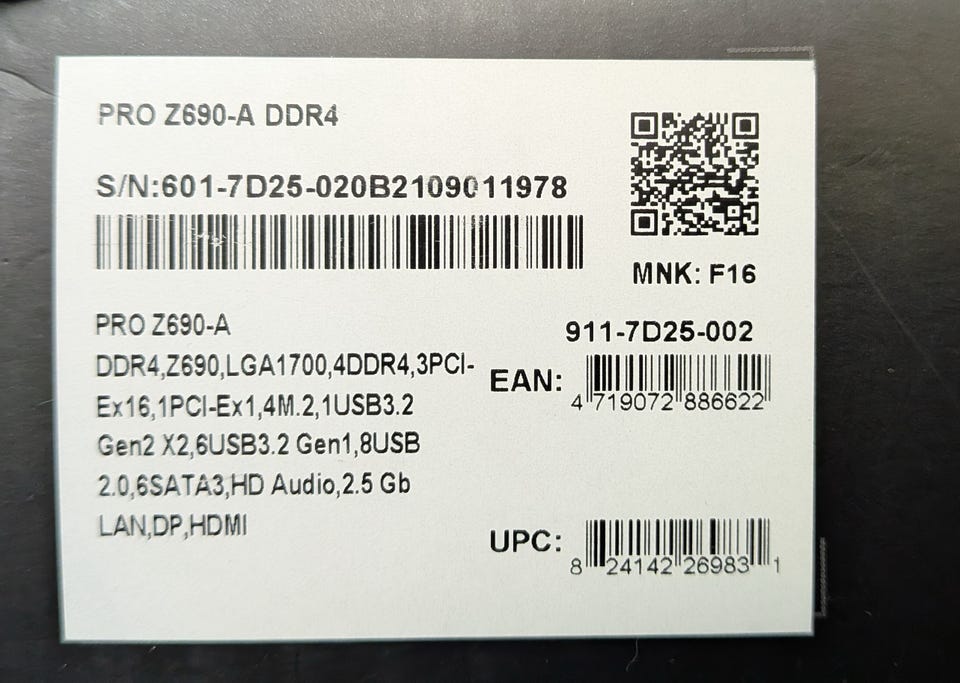 PRO Z690-A DDR4
S/N:601-7D25-020B2109011978
MNK: F16
PRO Z690-A
DDR4,Z690,LGA1700,4DDR4,3PCI-
Ex16,1PCI-Ex1,4M.2,1USB3.2
Gen2 X2,6USB3.2 Gen1,8USB
2.0,6SATA3,HD Audio,2.5 Gb
LAN,DP,HDMI
911-7D25-002
EAN:
4 719072 886622
UPC:
8 24142 26983 1